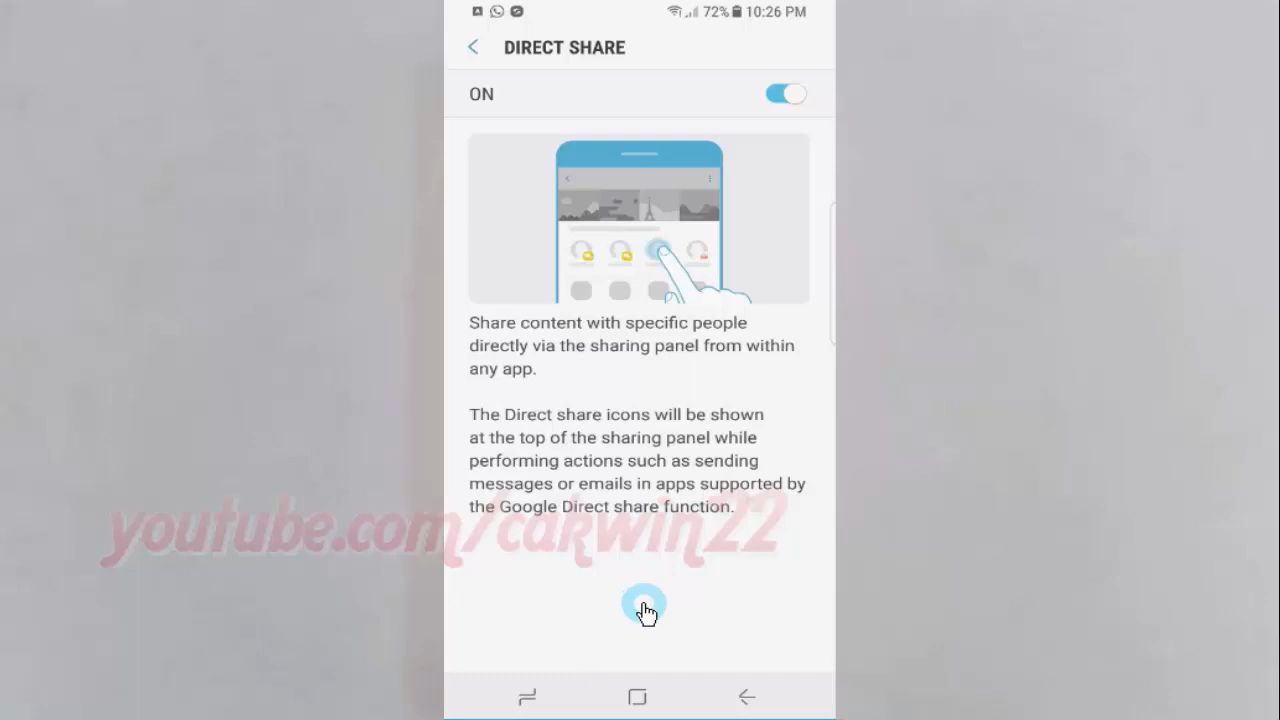 72% 10:26 PM
DIRECT SHARE
ON
Share content with specific people
directly via the sharing panel from within
any app.
The Direct share icons will be shown
at the top of the sharing panel while
performing actions such as sending
messages or emails in apps supported by
the Google Direct share function.
youtube.com/cakwin22